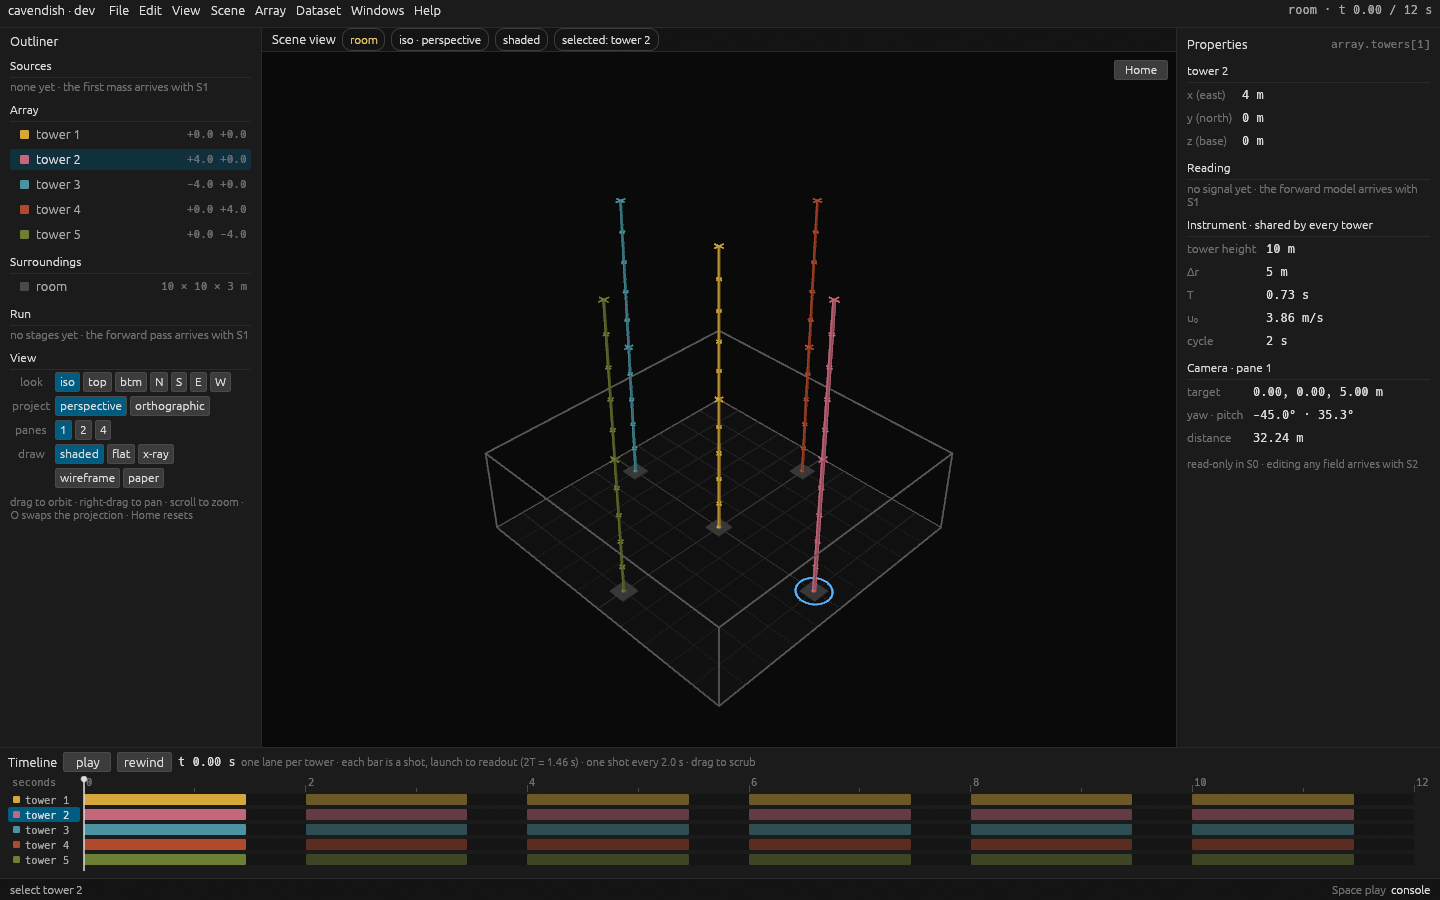 cavendish · dev File Edit View Scene Array Dataset Windows Help room · t 0.00 / 12 s
Outliner
Sources
none yet · the first mass arrives with S1
Array
tower 1 +0.0 +0.0
tower 2 +4.0 +0.0
tower 3 −4.0 +0.0
tower 4 +0.0 +4.0
tower 5 +0.0 −4.0
Surroundings
room 10 × 10 × 3 m
Run
no stages yet · the forward pass arrives with S1
View
look iso top btm N S E W
project perspective orthographic
panes 1 2 4
draw shaded flat x-ray
wireframe paper
drag to orbit · right-drag to pan · scroll to zoom ·
O swaps the projection · Home resets
Scene view room iso · perspective shaded selected: tower 2
Home
Properties array.towers[1]
tower 2
x (east) 4 m
y (north) 0 m
z (base) 0 m
Reading
no signal yet · the forward model arrives with
S1
Instrument · shared by every tower
tower height 10 m
Δr 5 m
T 0.73 s
u₀ 3.86 m/s
cycle 2 s
Camera · pane 1
target 0.00, 0.00, 5.00 m
yaw · pitch −45.0° · 35.3°
distance 32.24 m
read-only in S0 · editing any field arrives with S2
Timeline play rewind t 0.00 s one lane per tower · each bar is a shot, launch to readout (2T = 1.46 s) · one shot every 2.0 s · drag to scrub
seconds 0 2 4 6 8 10 12
tower 1
tower 2
tower 3
tower 4
tower 5
select tower 2 Space play console